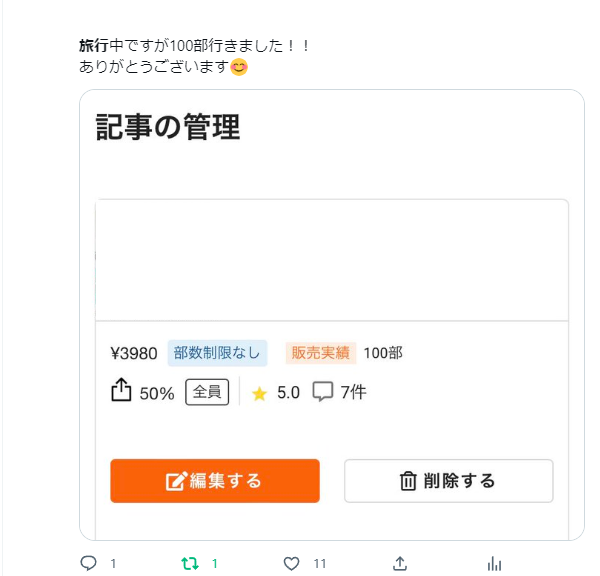 旅行中ですが100部行きました！！
ありがとうございます😊
記事の管理
¥3980 部数制限なし 販売実績 100部
50% 全員 5.0 7件
編集する 削除する
1 1 11